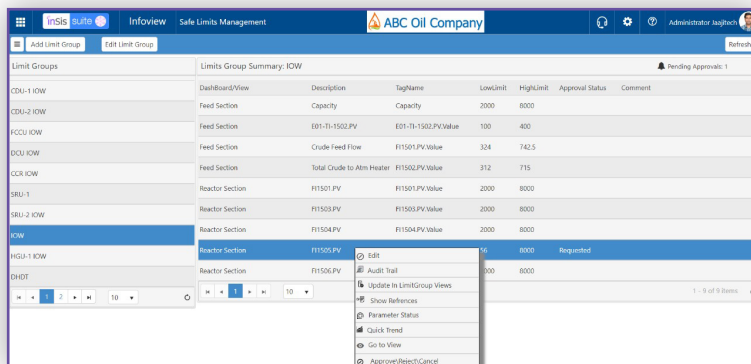 inSis suite Infoview Safe Limits Management ABC Oil Company Administrator Jaajitech
Add Limit Group Edit Limit Group Refresh
Limit Groups Limits Group Summary: IOW Pending Approvals: 1
CDU-1 IOW
CDU-2 IOW
FCCU IOW
DCU IOW
CCR IOW
SRU-1
SRU-2 IOW
IOW
HGU-1 IOW
DHDT
1 2 10
DashBoard/View Description TagName LowLimit HighLimit Approval Status Comment
Feed Section Capacity Capacity 2000 8000
Feed Section E01-TI-1502.PV E01-TI-1502.PV.Value 100 400
Feed Section Crude Feed Flow FI1501.PV.Value 324 742.5
Feed Section Total Crude to Atm Heater FI1502.PV.Value 312 715
Reactor Section FI1501.PV FI1501.PV.Value 2000 8000
Reactor Section FI1503.PV FI1503.PV.Value 2000 8000
Reactor Section FI1504.PV FI1504.PV.Value 2000 8000
Reactor Section FI1505.PV 56 8000 Requested
Reactor Section FI1506.PV 000 8000
1 10 1 - 9 of 9 items
Edit
Audit Trail
Update In LimitGroup Views
Show Refrences
Parameter Status
Quick Trend
Go to View
Approve\Reject\Cancel